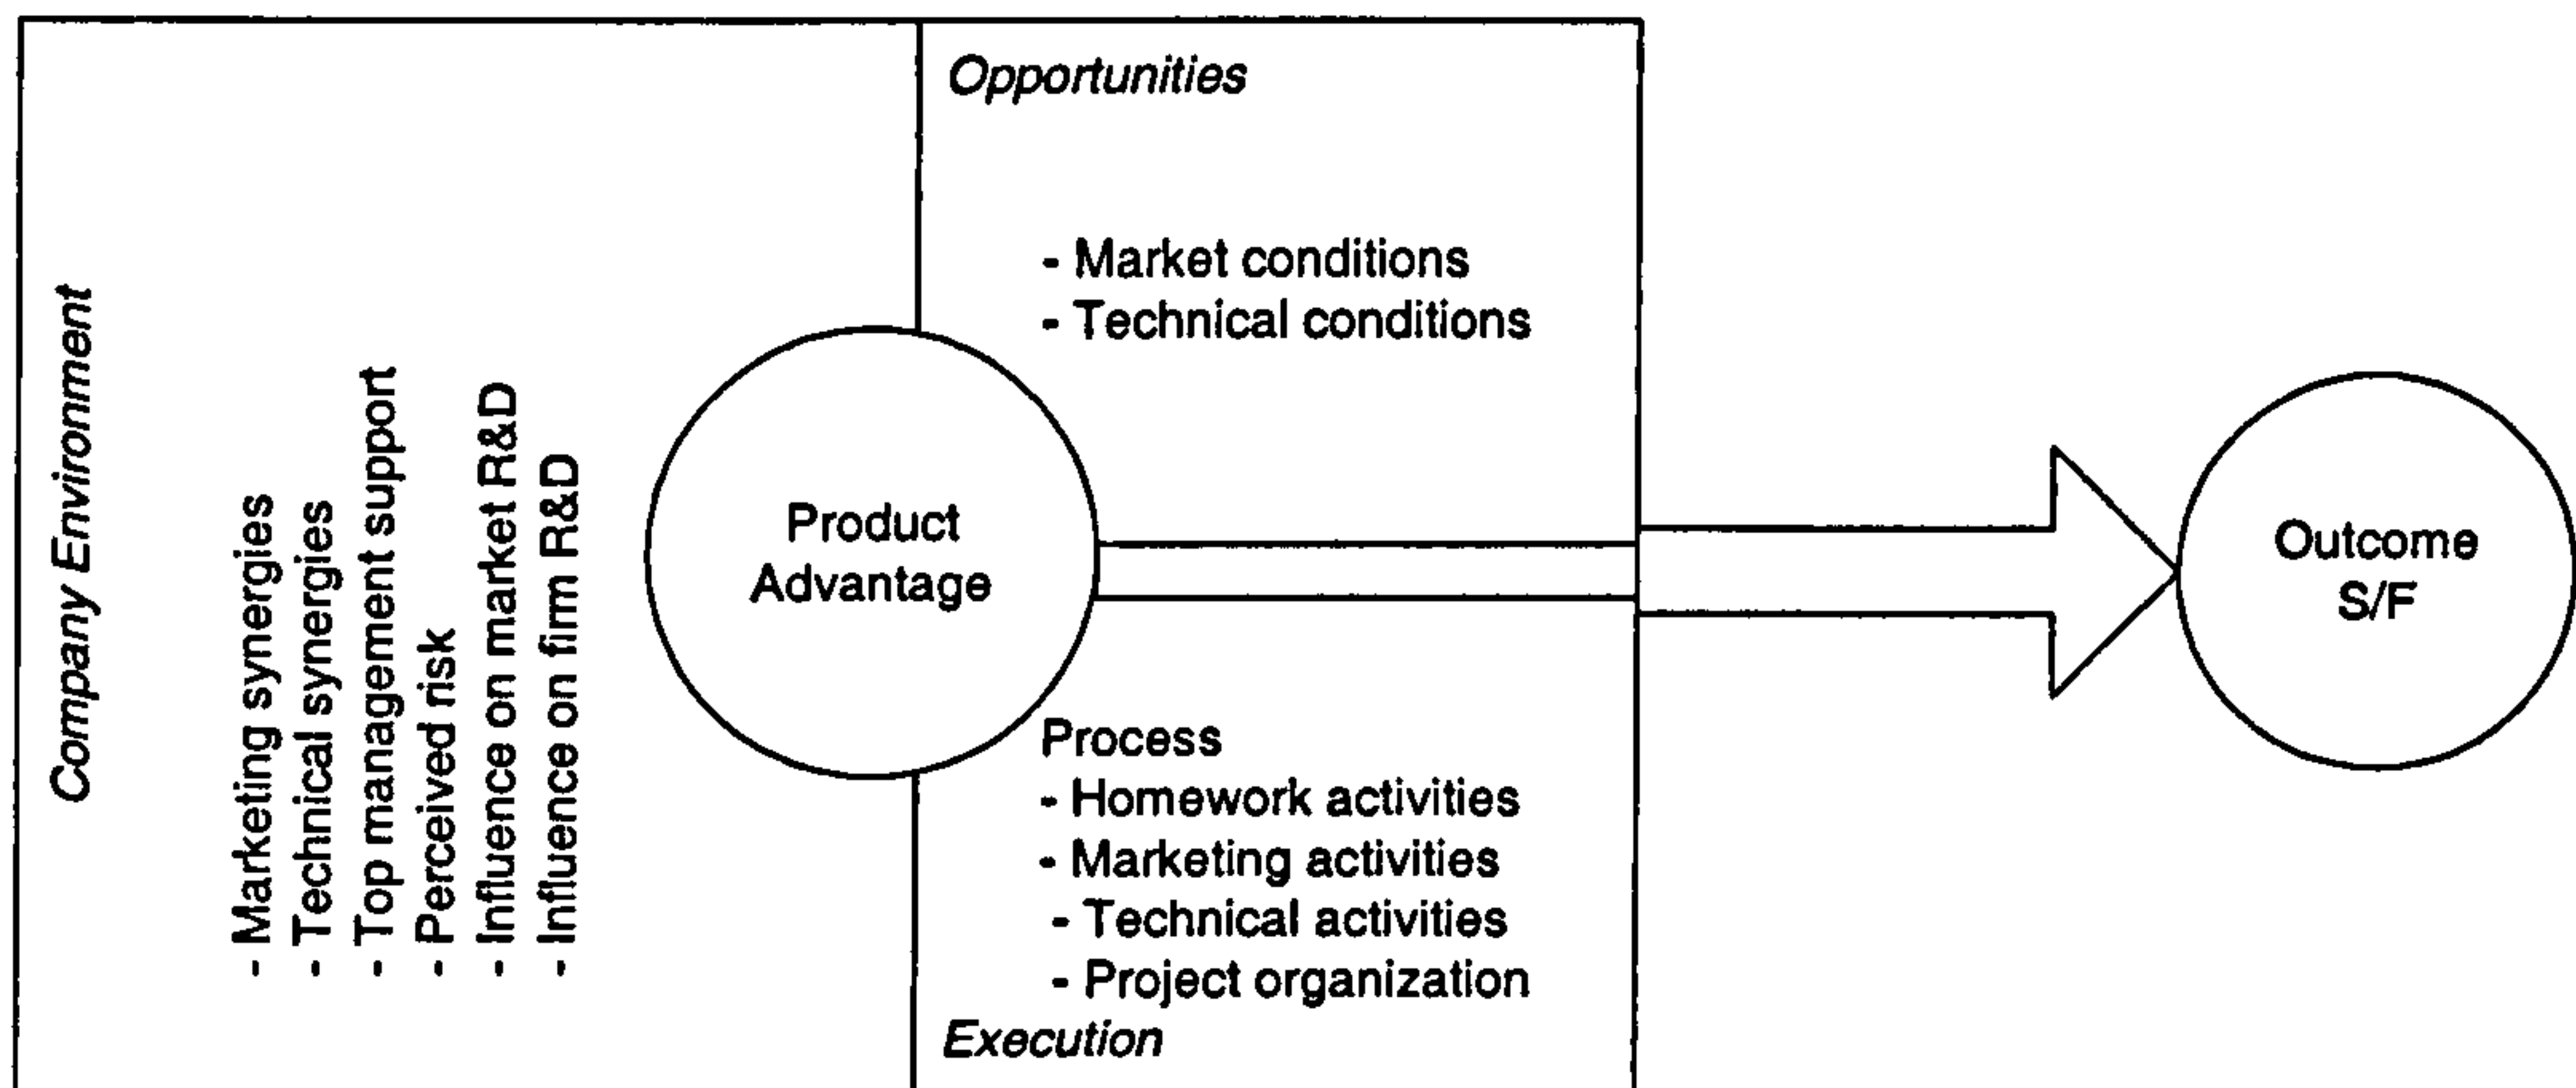 Company Environment
- Marketing synergies
- Technical synergies
- Top management support
- Perceived risk
- Influence on market R&D
- Influence on firm R&D
Product
Advantage
Opportunities
- Market conditions
- Technical conditions
Process
- Homework activities
- Marketing activities
- Technical activities
- Project organization
Execution
Outcome
S/F